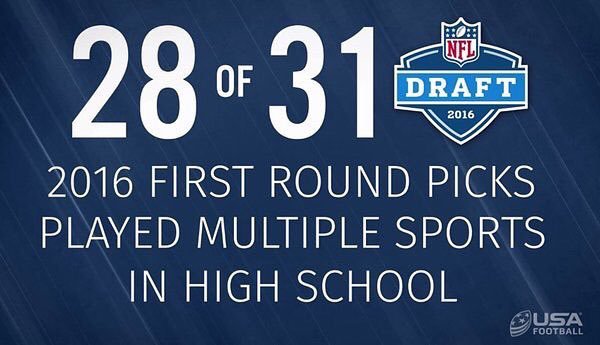 28 OF 31
NFL
DRAFT
2016
2016 FIRST ROUND PICKS
PLAYED MULTIPLE SPORTS
IN HIGH SCHOOL
USA
FOOTBALL